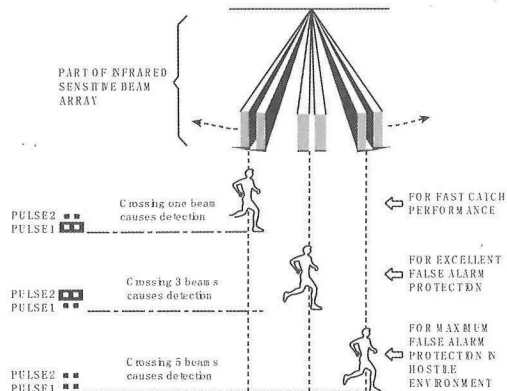 PART OF INFRARED
SENSITIVE BEAM
ARRAY
Crossing one beam
causes detection
PULSE2
PULSE1
FOR FAST CATCH
PERFORMANCE
Crossing 3 beams
causes detection
PULSE2
PULSE1
FOR EXCELLENT
FALSE ALARM
PROTECTION
Crossing 5 beams
causes detection
PULSE2
PULSE1
FOR MAXIMUM
FALSE ALARM
PROTECTION IN
HOSTILE
ENVIRONMENT